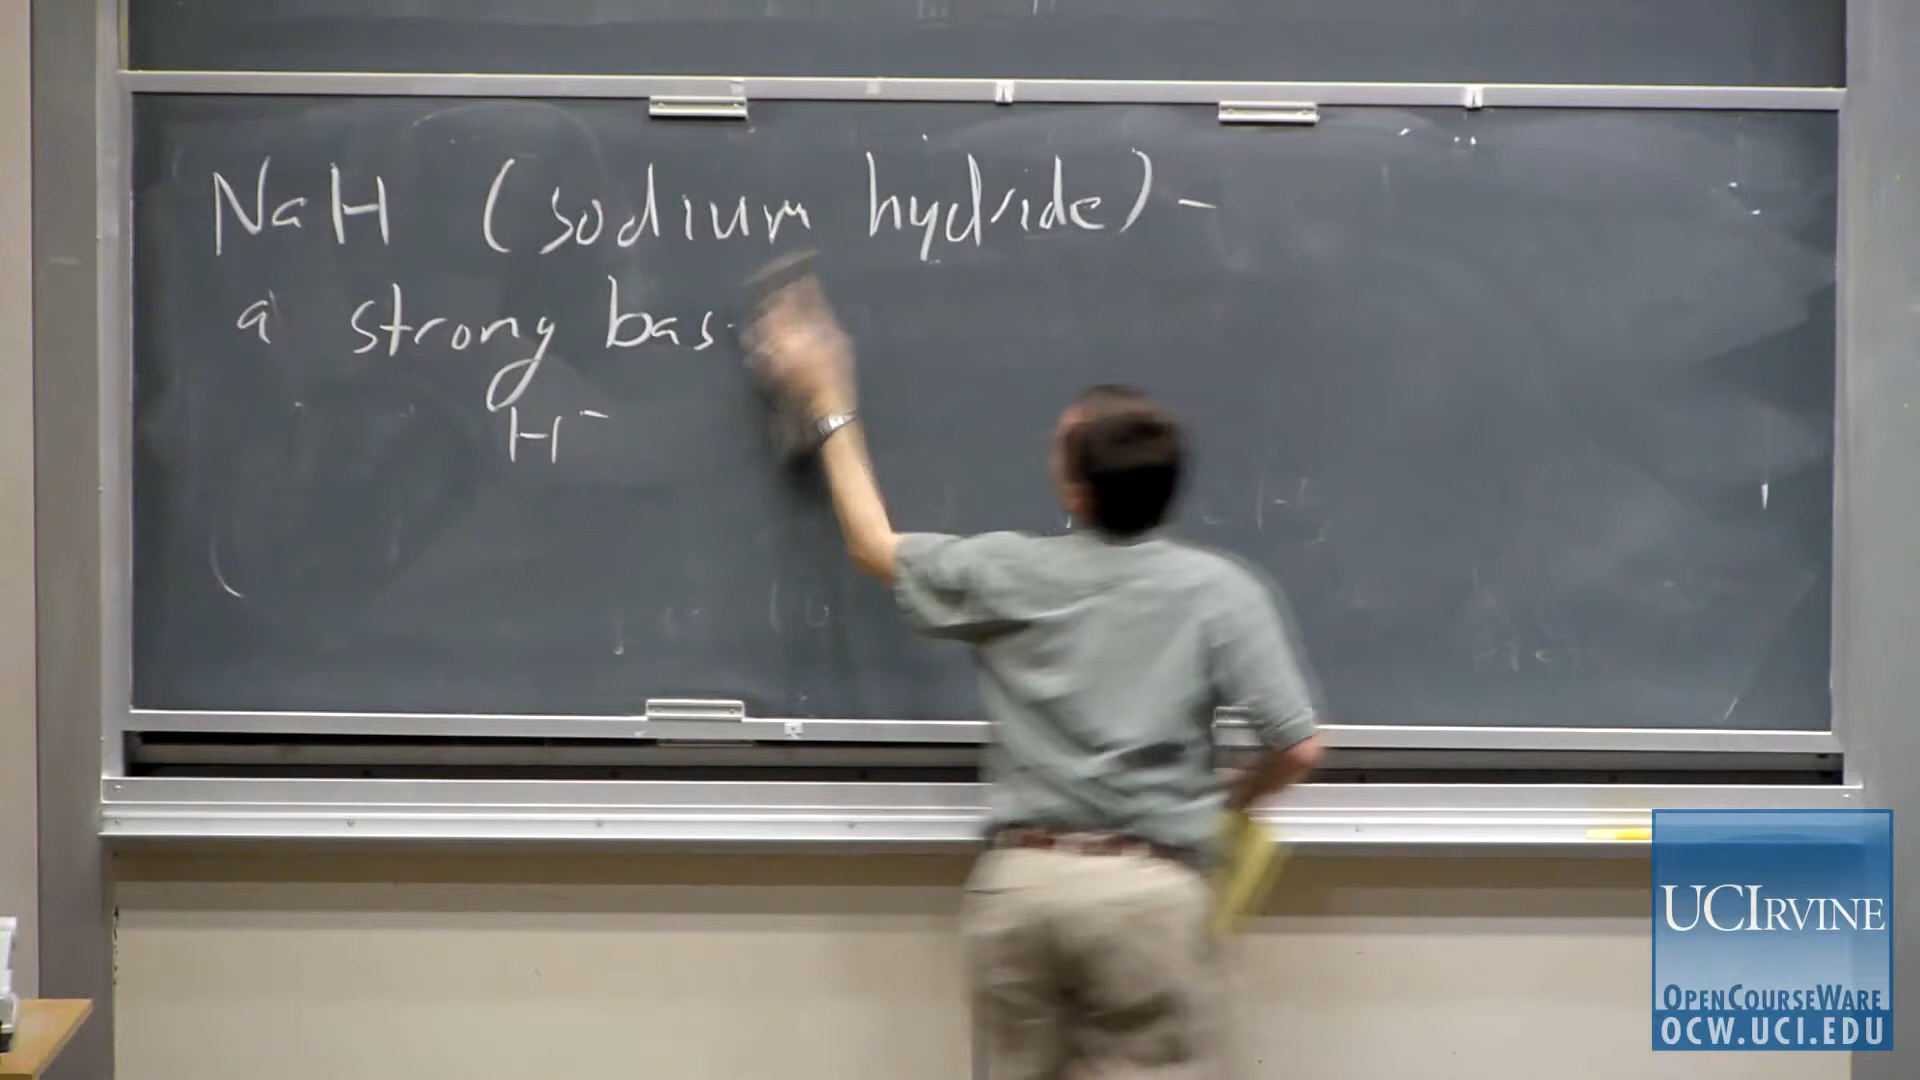 NaH (sodium hydride) -
a strong bas
H⁻
UCIRVINE
OPENCOURSEWARE
OCW.UCI.EDU